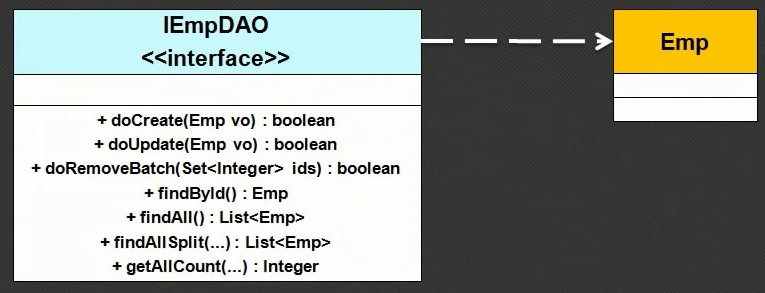 IEmpDAO
<<interface>>
Emp
+ doCreate(Emp vo) : boolean
+ doUpdate(Emp vo) : boolean
+ doRemoveBatch(Set<Integer> ids) : boolean
+ findById() : Emp
+ findAll() : List<Emp>
+ findAllSplit(...) : List<Emp>
+ getAllCount(...) : Integer